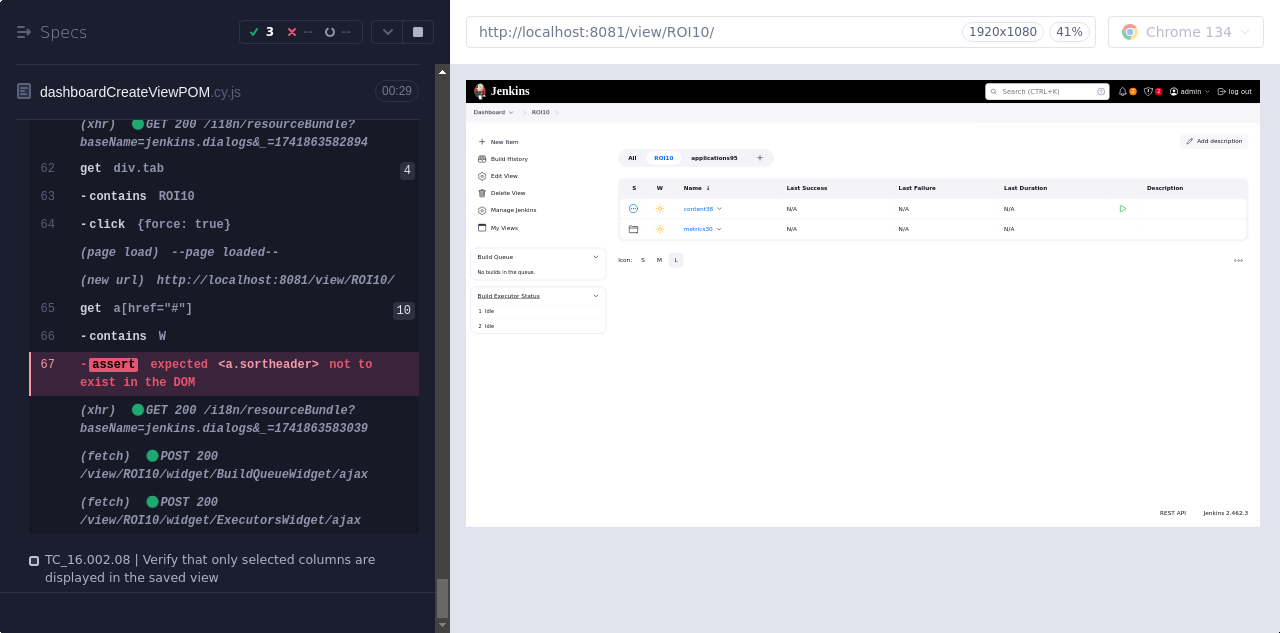 Specs
3
--
--
dashboardCreateViewPOM.cy.js
00:29
(xhr) GET 200 /i18n/resourceBundle?
baseName=jenkins.dialogs&_=1741863582894
62 get div.tab 4
63 -contains ROI10
64 -click {force: true}
(page load) --page loaded--
(new url) http://localhost:8081/view/ROI10/
65 get a[href="#"] 10
66 -contains W
67 -assert expected <a.sortheader> not to
exist in the DOM
(xhr) GET 200 /i18n/resourceBundle?
baseName=jenkins.dialogs&_=1741863583039
(fetch) POST 200
/view/ROI10/widget/BuildQueueWidget/ajax
(fetch) POST 200
/view/ROI10/widget/ExecutorsWidget/ajax
TC_16.002.08 | Verify that only selected columns are
displayed in the saved view
http://localhost:8081/view/ROI10/
1920x1080
41%
Chrome 134
Jenkins
Search (CTRL+K)
admin
log out
Dashboard
ROI10
New Item
Build History
Edit View
Delete View
Manage Jenkins
My Views
Build Queue
No builds in the queue.
Build Executor Status
1 Idle
2 Idle
Add description
All ROI10 applications95 +
S W Name ↓ Last Success Last Failure Last Duration Description
content38 N/A N/A N/A
metrics30 N/A N/A N/A
Icon: S M L
REST API Jenkins 2.462.3